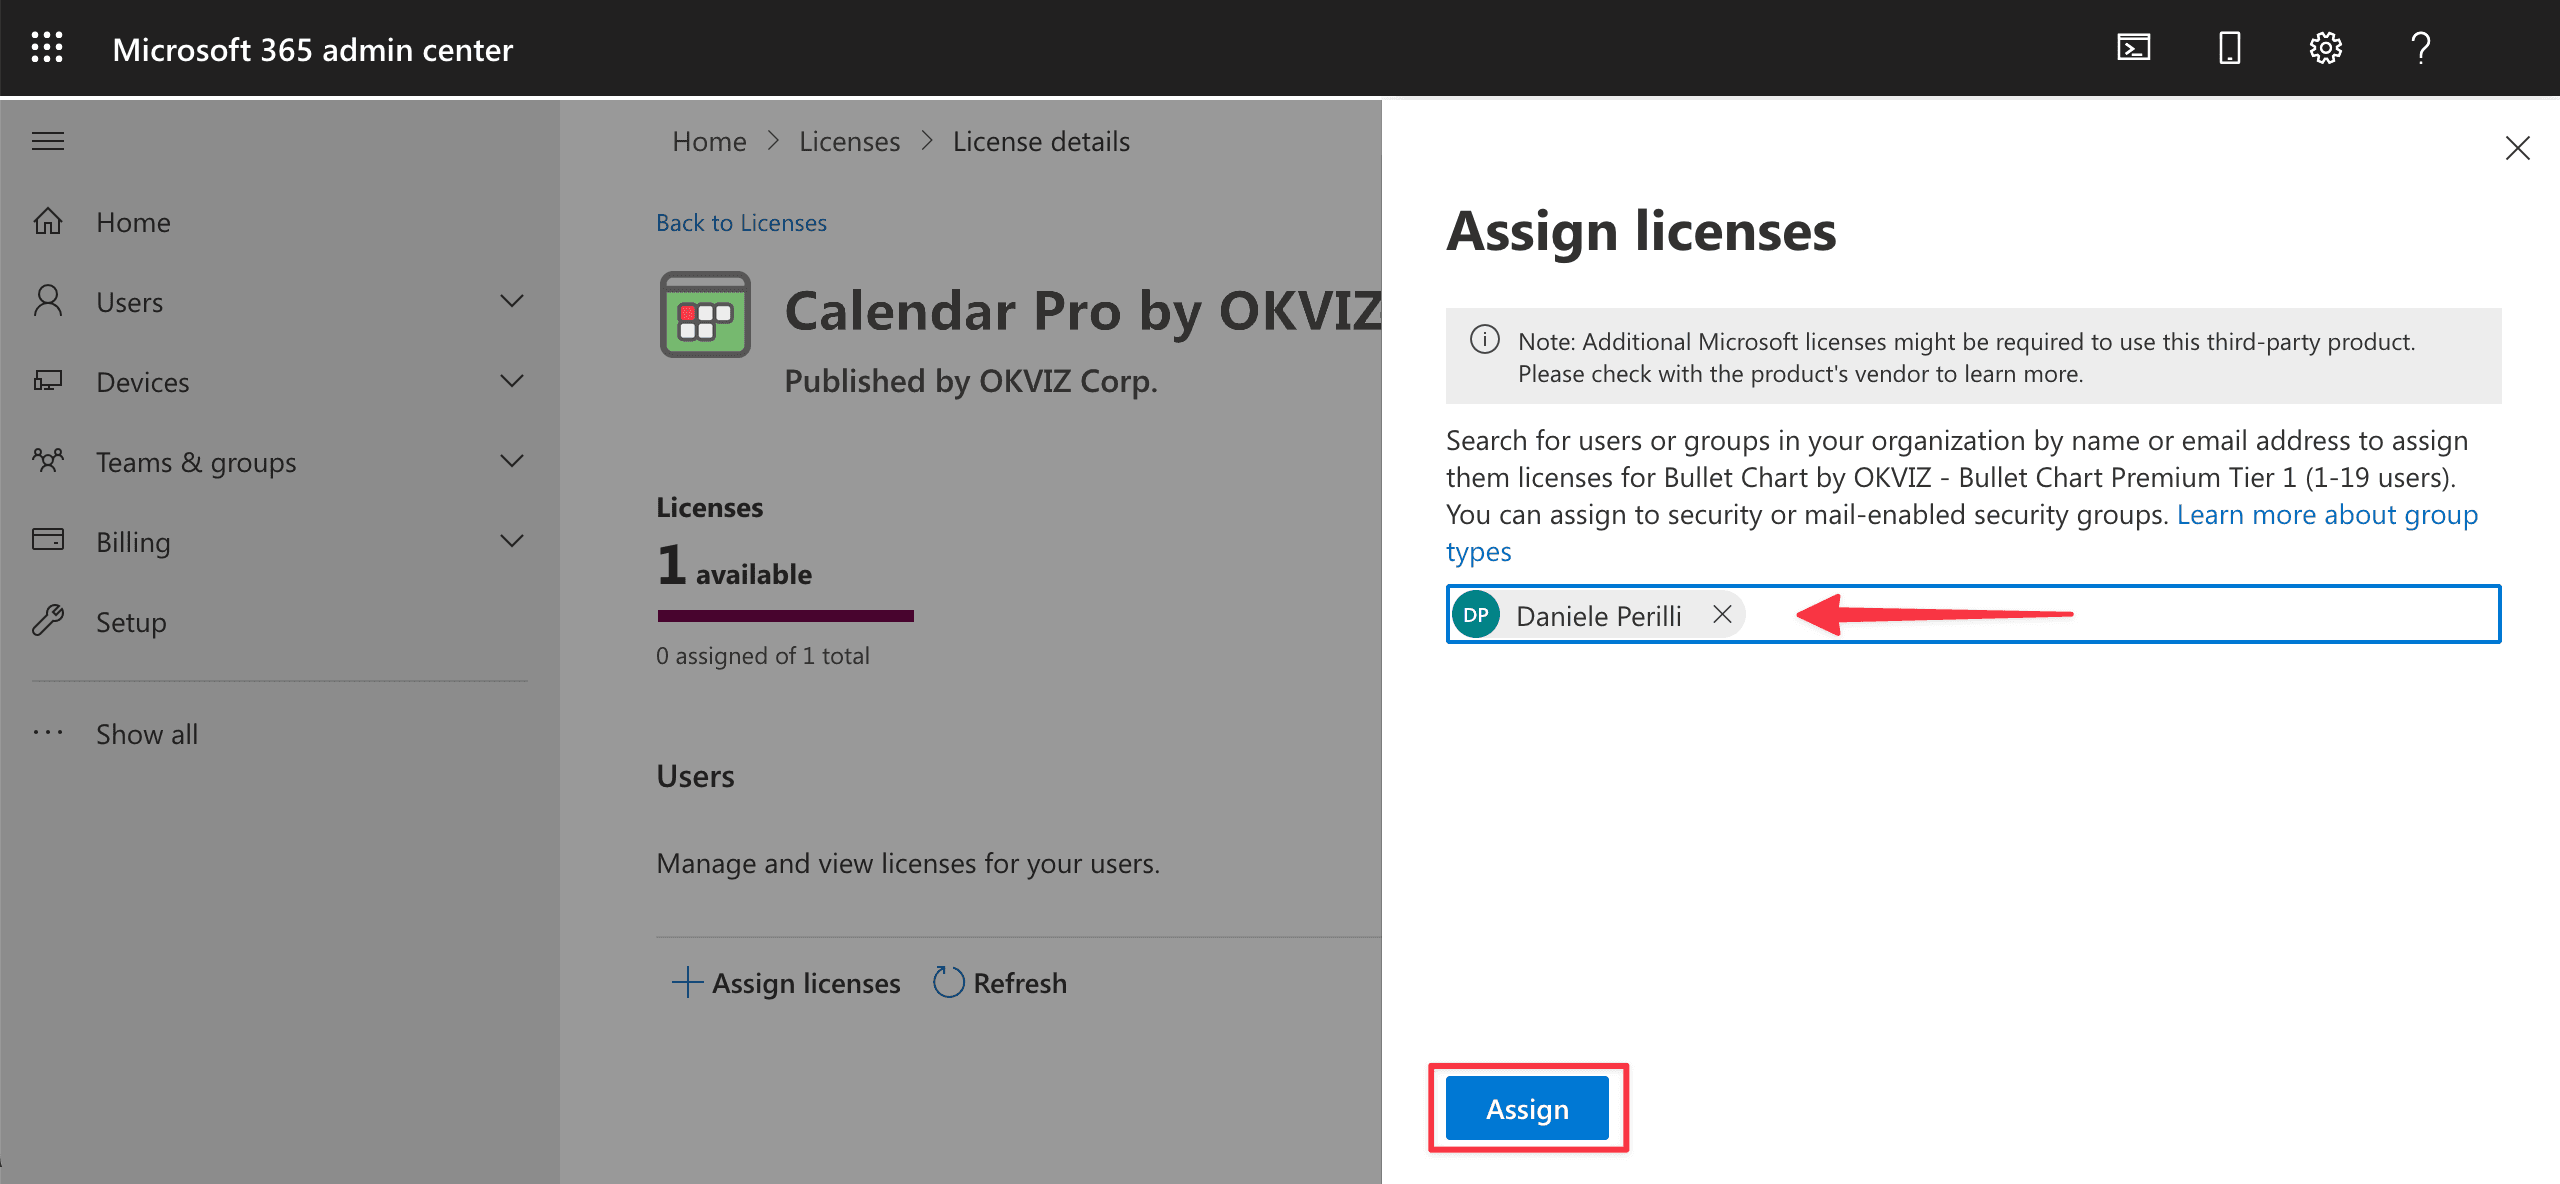 Microsoft 365 admin center
Home
Users
Devices
Teams & groups
Billing
Setup
Show all
Home > Licenses > License details
Back to Licenses
Calendar Pro by OKVIZ
Published by OKVIZ Corp.
Licenses
1 available
0 assigned of 1 total
Users
Manage and view licenses for your users.
Assign licenses
Refresh
Assign licenses
Note: Additional Microsoft licenses might be required to use this third-party product.
Please check with the product's vendor to learn more.
Search for users or groups in your organization by name or email address to assign
them licenses for Bullet Chart by OKVIZ - Bullet Chart Premium Tier 1 (1-19 users).
You can assign to security or mail-enabled security groups. Learn more about group
types
DP Daniele Perilli
Assign